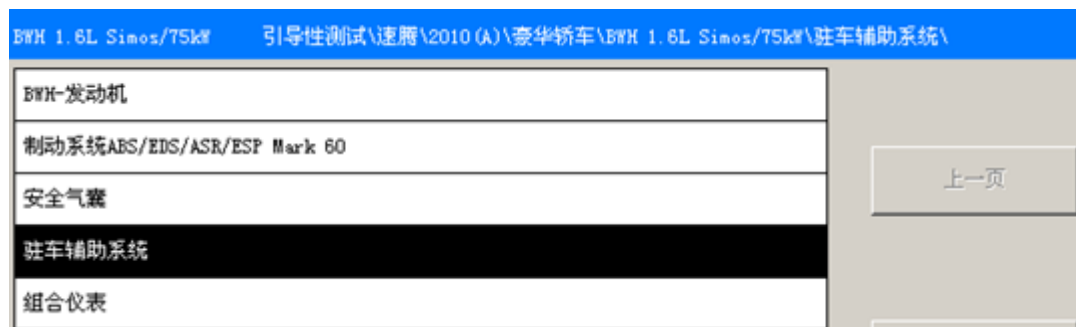 BWH 1.6L Simos/75kW 引导性测试\速腾\2010(A)\豪华轿车\BWH 1.6L Simos/75kW\驻车辅助系统\
BWH-发动机
制动系统ABS/EDS/ASR/ESP Mark 60
安全气囊
上一页
驻车辅助系统
组合仪表